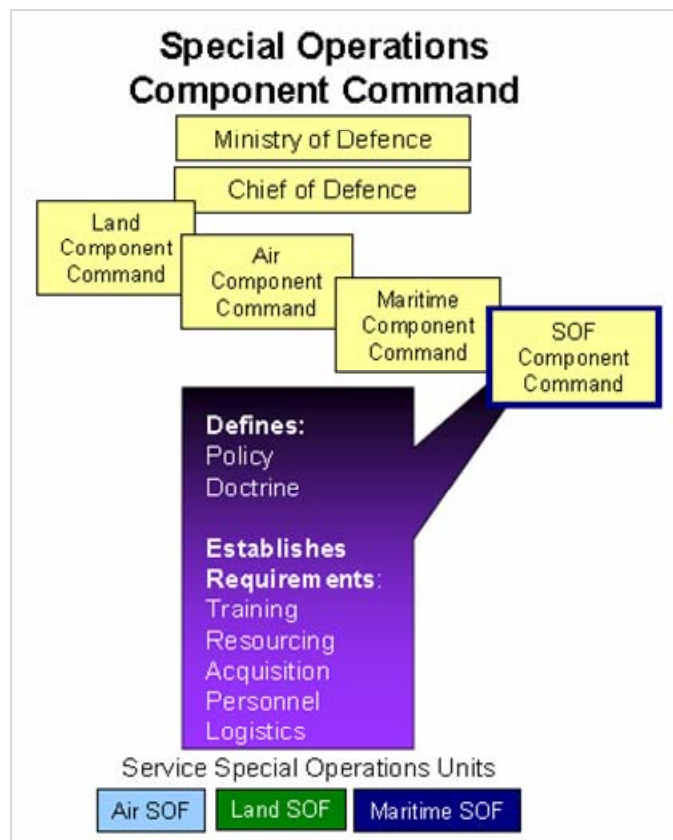 Special Operations
Component Command
Ministry of Defence
Chief of Defence
Land
Component
Command
Air
Component
Command
Maritime
Component
Command
SOF
Component
Command
Defines:
Policy
Doctrine
Establishes
Requirements:
Training
Resourcing
Acquisition
Personnel
Logistics
Service Special Operations Units
Air SOF
Land SOF
Maritime SOF